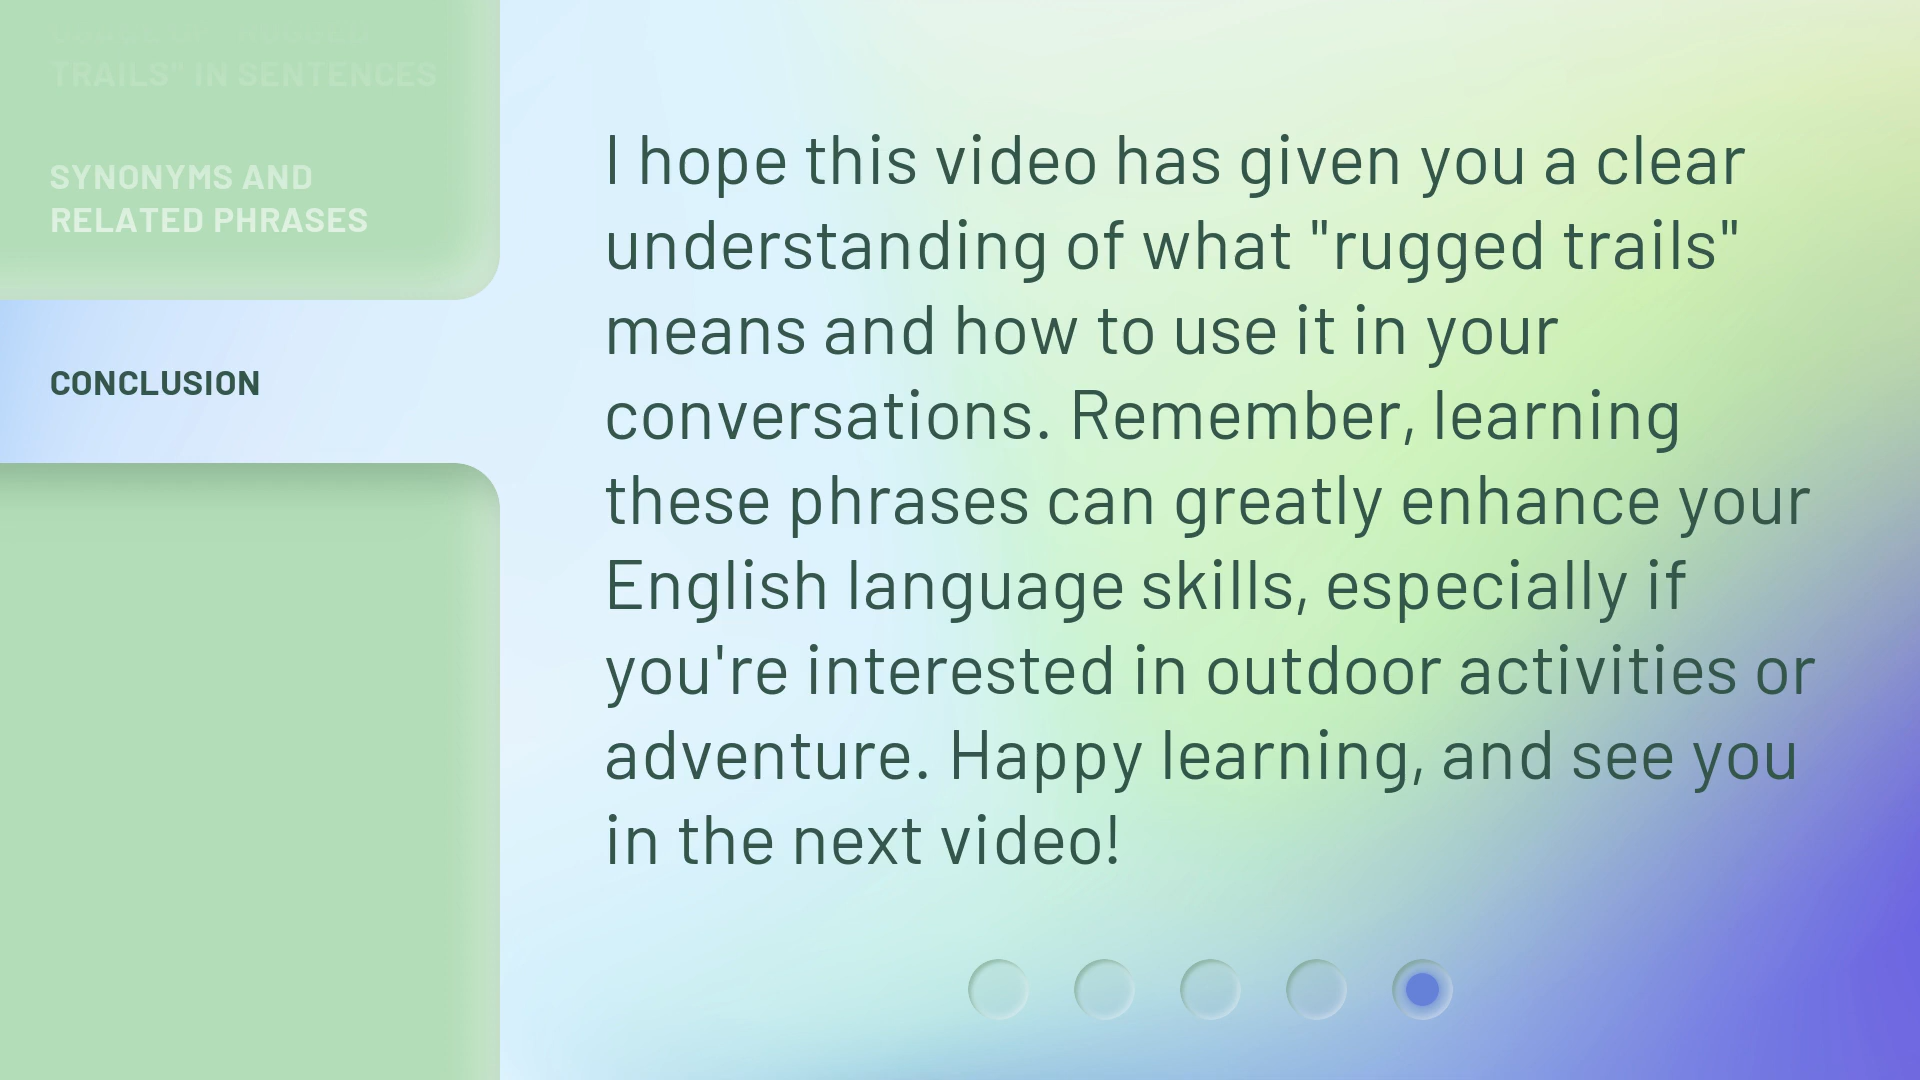 TRAILS" IN SENTENCES
SYNONYMS AND
RELATED PHRASES
CONCLUSION
I hope this video has given you a clear
understanding of what "rugged trails"
means and how to use it in your
conversations. Remember, learning
these phrases can greatly enhance your
English language skills, especially if
you're interested in outdoor activities or
adventure. Happy learning, and see you
in the next video!